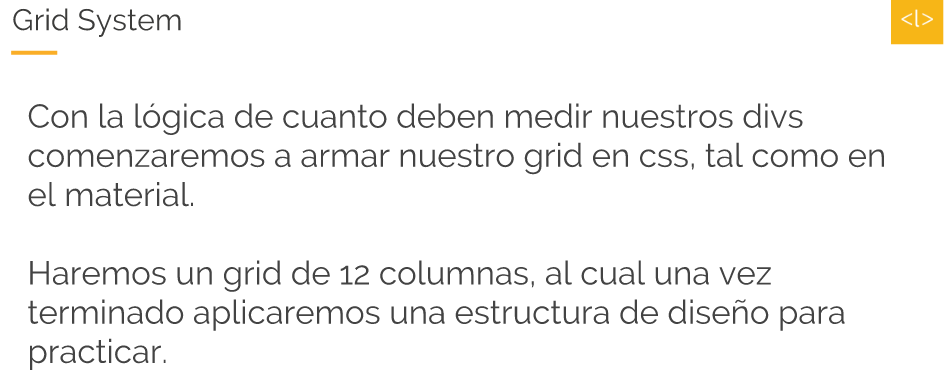 Grid System
<l>
Con la lógica de cuanto deben medir nuestros divs
comenzaremos a armar nuestro grid en css, tal como en
el material.
Haremos un grid de 12 columnas, al cual una vez
terminado aplicaremos una estructura de diseño para
practicar.